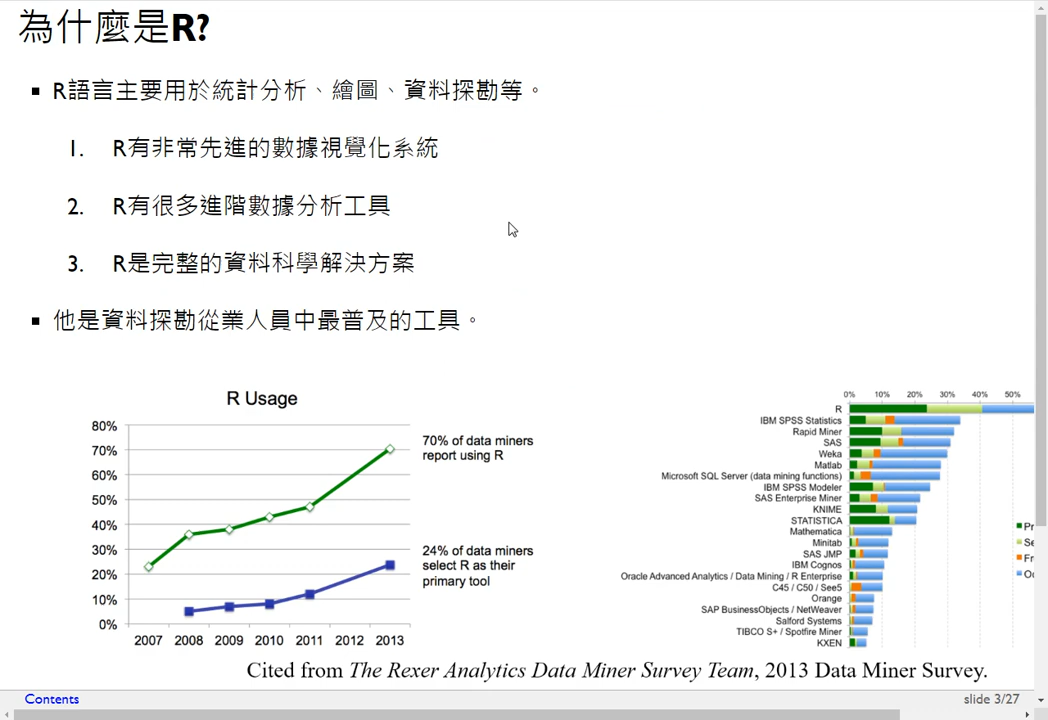 為什麼是R?
▪ R語言主要用於統計分析、繪圖、資料探勘等。
1. R有非常先進的數據視覺化系統
2. R有很多進階數據分析工具
3. R是完整的資料科學解決方案
▪ 他是資料探勘從業人員中最普及的工具。
R Usage
80%
70%
60%
50%
40%
30%
20%
10%
0%
2007 2008 2009 2010 2011 2012 2013
70% of data miners
report using R
24% of data miners
select R as their
primary tool
0% 10% 20% 30% 40% 50%
R
IBM SPSS Statistics
Rapid Miner
SAS
Weka
Matlab
Microsoft SQL Server (data mining functions)
IBM SPSS Modeler
SAS Enterprise Miner
KNIME
STATISTICA
Mathematica
Minitab
SAS JMP
IBM Cognos
Oracle Advanced Analytics / Data Mining / R Enterprise
C45 / C50 / See5
Orange
SAP BusinessObjects / NetWeaver
Salford Systems
TIBCO S+ / Spotfire Miner
KXEN
Pr
Se
Fr
Cited from The Rexer Analytics Data Miner Survey Team, 2013 Data Miner Survey.
Contents
slide 3/27